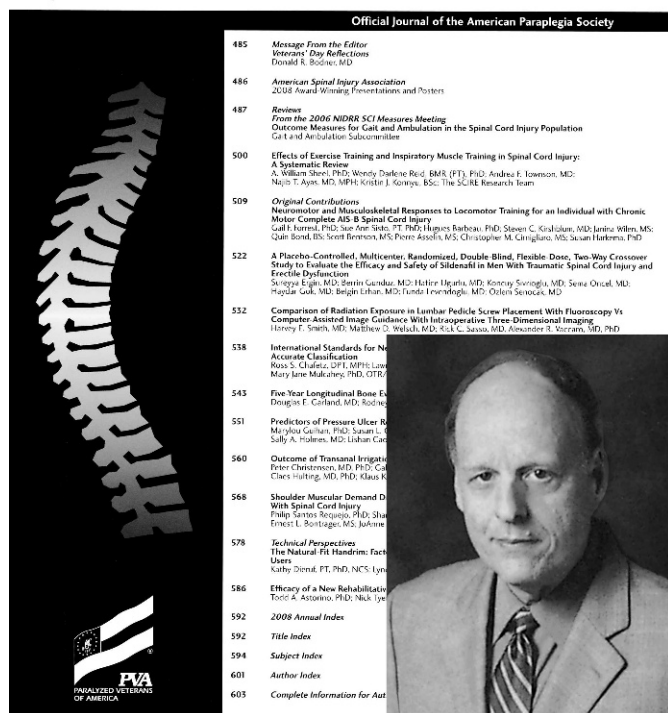 Official Journal of the American Paraplegia Society
485 Message From the Editor
Veterans' Day Reflections
Donald R. Bodner, MD
486 American Spinal Injury Association
2008 Award-Winning Presentations and Posters
487 Reviews
From the 2006 NIDRR SCI Measures Meeting
Outcome Measures for Gait and Ambulation in the Spinal Cord Injury Population
Gait and Ambulation Subcommittee
500 Effects of Exercise Training and Inspiratory Muscle Training in Spinal Cord Injury:
A Systematic Review
A. William Sheel, PhD; Wendy Darlene Reid, BMR (PT), PhD; Andrea F. Townson, MD;
Najib T. Ayas, MD, MPH; Kristin J. Konnyu, BSc; The SCIRE Research Team
509 Original Contributions
Neuromotor and Musculoskeletal Responses to Locomotor Training for an Individual with Chronic
Motor Complete AIS-B Spinal Cord Injury
Gail F. Forrest, PhD; Sue Ann Sisto, PT, PhD; Hugues Barbeau, PhD; Steven C. Kirshblum, MD; Janina Wilen, MS;
Quin Bond, BS; Scott Bentson, MS; Pierre Asselin, MS; Christopher M. Cirnigliaro, MS; Susan Harkema, PhD
522 A Placebo-Controlled, Multicenter, Randomized, Double-Blind, Flexible-Dose, Two-Way Crossover
Study to Evaluate the Efficacy and Safety of Sildenafil in Men With Traumatic Spinal Cord Injury and
Erectile Dysfunction
Sureyya Ergin, MD; Berrin Gunduz, MD; Hatice Ugurlu, MD; Koncuy Sivrioglu, MD; Sema Oncel, MD;
Haydar Gok, MD; Belgin Erhan, MD; Funda Levendoglu, MD; Ozlem Senocak, MD
532 Comparison of Radiation Exposure in Lumbar Pedicle Screw Placement With Fluoroscopy Vs
Computer-Assisted Image Guidance With Intraoperative Three-Dimensional Imaging
Harvey E. Smith, MD; Matthew D. Welsch, MD; Rick C. Sasso, MD, Alexander R. Vaccaro, MD, PhD
538 International Standards for Ne
Accurate Classification
Ross S. Chafetz, DPT, MPH; Law
Mary Jane Mulcahey, PhD, OTR/
543 Five-Year Longitudinal Bone Ev
Douglas E. Garland, MD; Rodney
551 Predictors of Pressure Ulcer R
Marylou Guihan, PhD; Susan L.
Sally A. Holmes, MD; Lishan Cao
560 Outcome of Transanal Irrigati
Peter Christensen, MD, PhD; Gab
Claes Hulting, MD, PhD; Klaus K
568 Shoulder Muscular Demand Du
With Spinal Cord Injury
Philip Santos Requejo, PhD; Shar
Ernest L. Bontrager, MS; JoAnne
578 Technical Perspectives
The Natural-Fit Handrim: Facto
Users
Kathy Dieruf, PT, PhD, NCS; Lynd
586 Efficacy of a New Rehabilitativ
Todd A. Astorino, PhD; Nick Tye
592 2008 Annual Index
592 Title Index
594 Subject Index
601 Author Index
603 Complete Information for Aut
PVA
PARALYZED VETERANS
OF AMERICA